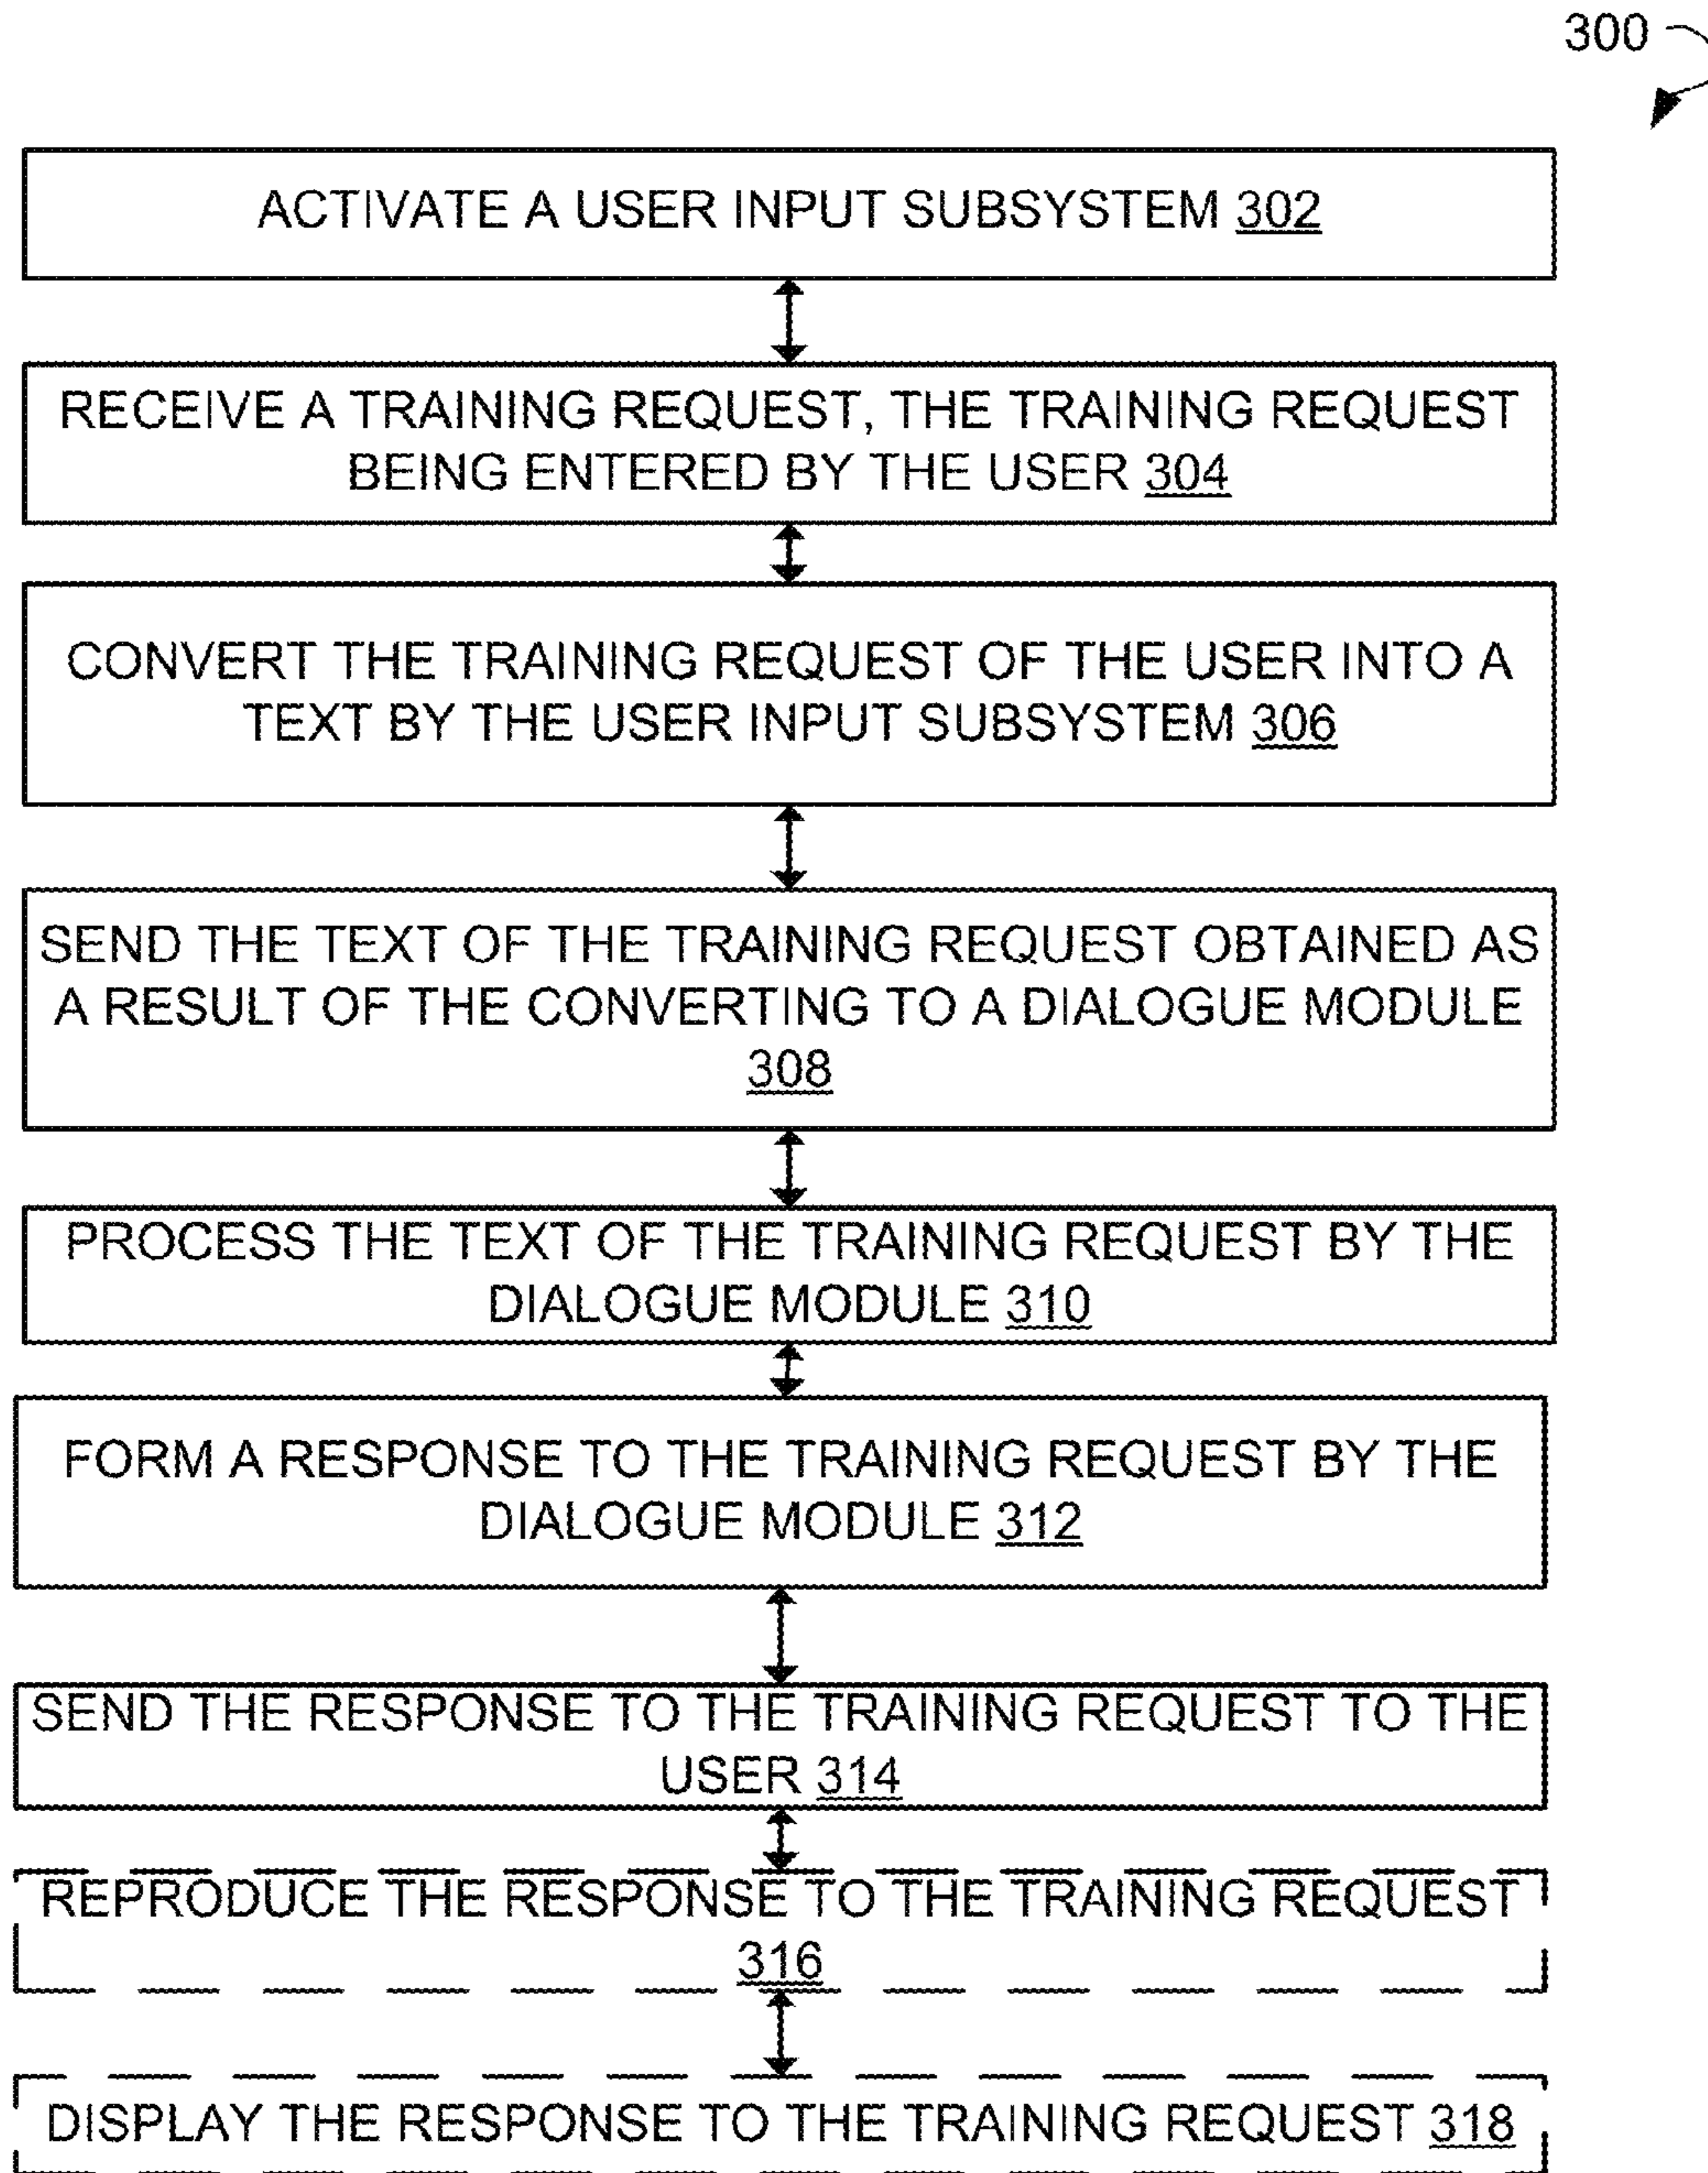 300
ACTIVATE A USER INPUT SUBSYSTEM 302
RECEIVE A TRAINING REQUEST, THE TRAINING REQUEST
BEING ENTERED BY THE USER 304
CONVERT THE TRAINING REQUEST OF THE USER INTO A
TEXT BY THE USER INPUT SUBSYSTEM 306
SEND THE TEXT OF THE TRAINING REQUEST OBTAINED AS
A RESULT OF THE CONVERTING TO A DIALOGUE MODULE
308
PROCESS THE TEXT OF THE TRAINING REQUEST BY THE
DIALOGUE MODULE 310
FORM A RESPONSE TO THE TRAINING REQUEST BY THE
DIALOGUE MODULE 312
SEND THE RESPONSE TO THE TRAINING REQUEST TO THE
USER 314
REPRODUCE THE RESPONSE TO THE TRAINING REQUEST
316
DISPLAY THE RESPONSE TO THE TRAINING REQUEST 318